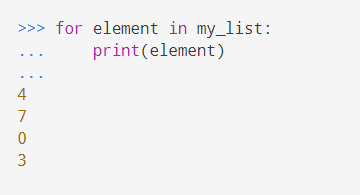 >>> for element in my_list:
...     print(element)
...
4
7
0
3